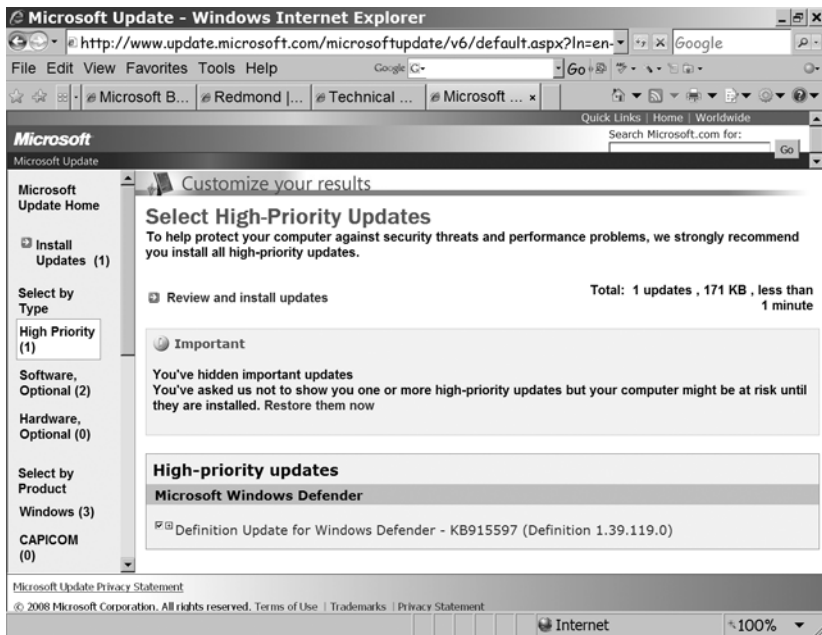 Microsoft Update - Windows Internet Explorer
http://www.update.microsoft.com/microsoftupdate/v6/default.aspx?ln=en-
Google
File Edit View Favorites Tools Help
Google G
Go
Microsoft B...
Redmond |...
Technical ...
Microsoft ... x
Quick Links | Home | Worldwide
Microsoft
Search Microsoft.com for:
Go
Microsoft Update
Microsoft
Update Home
Install
Updates (1)
Select by
Type
High Priority
(1)
Software,
Optional (2)
Hardware,
Optional (0)
Select by
Product
Windows (3)
CAPICOM
(0)
Customize your results
Select High-Priority Updates
To help protect your computer against security threats and performance problems, we strongly recommend
you install all high-priority updates.
Review and install updates
Total: 1 updates , 171 KB , less than
1 minute
Important
You've hidden important updates
You've asked us not to show you one or more high-priority updates but your computer might be at risk until
they are installed. Restore them now
High-priority updates
Microsoft Windows Defender
Definition Update for Windows Defender - KB915597 (Definition 1.39.119.0)
Microsoft Update Privacy Statement
© 2008 Microsoft Corporation. All rights reserved. Terms of Use | Trademarks | Privacy Statement
Internet
100%